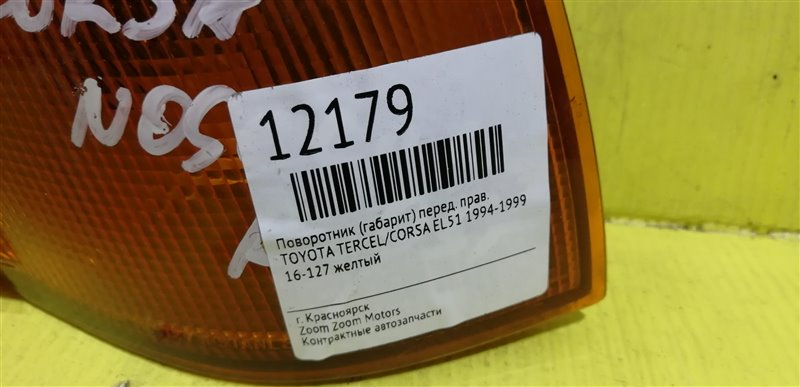 N05
12179
Поворотник (габарит) перед. прав.
TOYOTA TERCEL/CORSA EL51 1994-1999
16-127 желтый
г. Красноярск
Zoom Zoom Motors
Контрактные автозапчасти